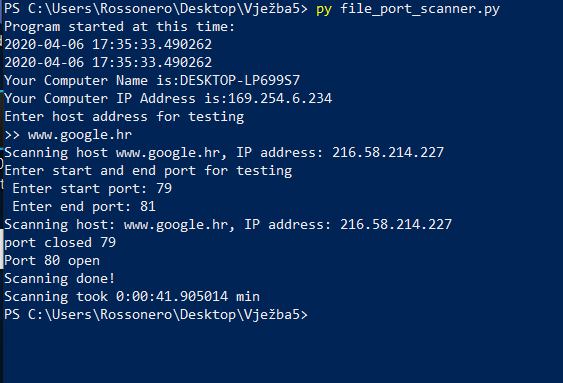 PS C:\Users\Rossonero\Desktop\Vježba5> py file_port_scanner.py
Program started at this time:
2020-04-06 17:35:33.490262
2020-04-06 17:35:33.490262
Your Computer Name is:DESKTOP-LP699S7
Your Computer IP Address is:169.254.6.234
Enter host address for testing
>> www.google.hr
Scanning host www.google.hr, IP address: 216.58.214.227
Enter start and end port for testing
 Enter start port: 79
 Enter end port: 81
Scanning host: www.google.hr, IP address: 216.58.214.227
port closed 79
Port 80 open
Scanning done!
Scanning took 0:00:41.905014 min
PS C:\Users\Rossonero\Desktop\Vježba5>